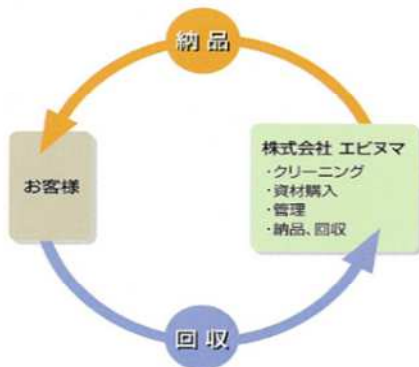 納品
お客様
株式会社 エビヌマ
・クリーニング
・資材購入
・管理
・納品、回収
回収